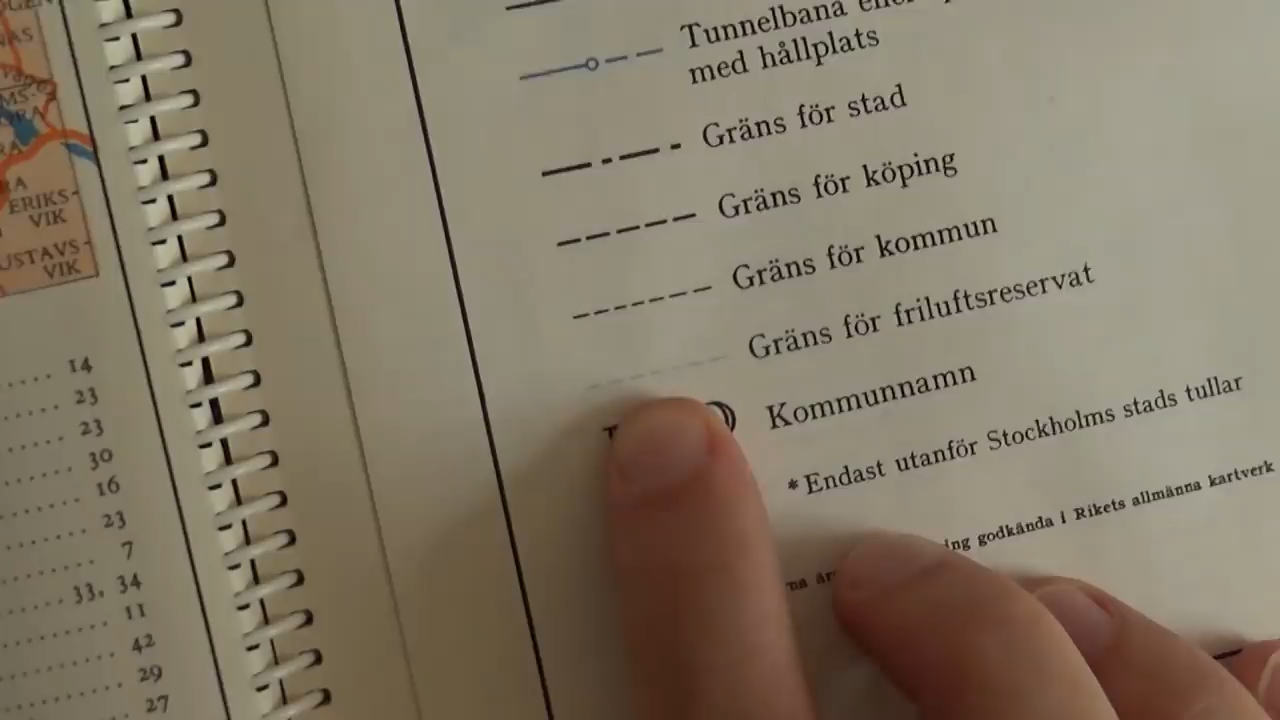 ERIKS-
VIK
USTAVS-
VIK
14
23
23
30
16
23
7
33, 34
11
42
29
27
Tunnelbana
med hållplats
Gräns för stad
Gräns för köping
Gräns för kommun
Gräns för friluftsreservat
Kommunnamn
*Endast utanför Stockholms stads tullar
ing godkända i Rikets allmänna kartverk